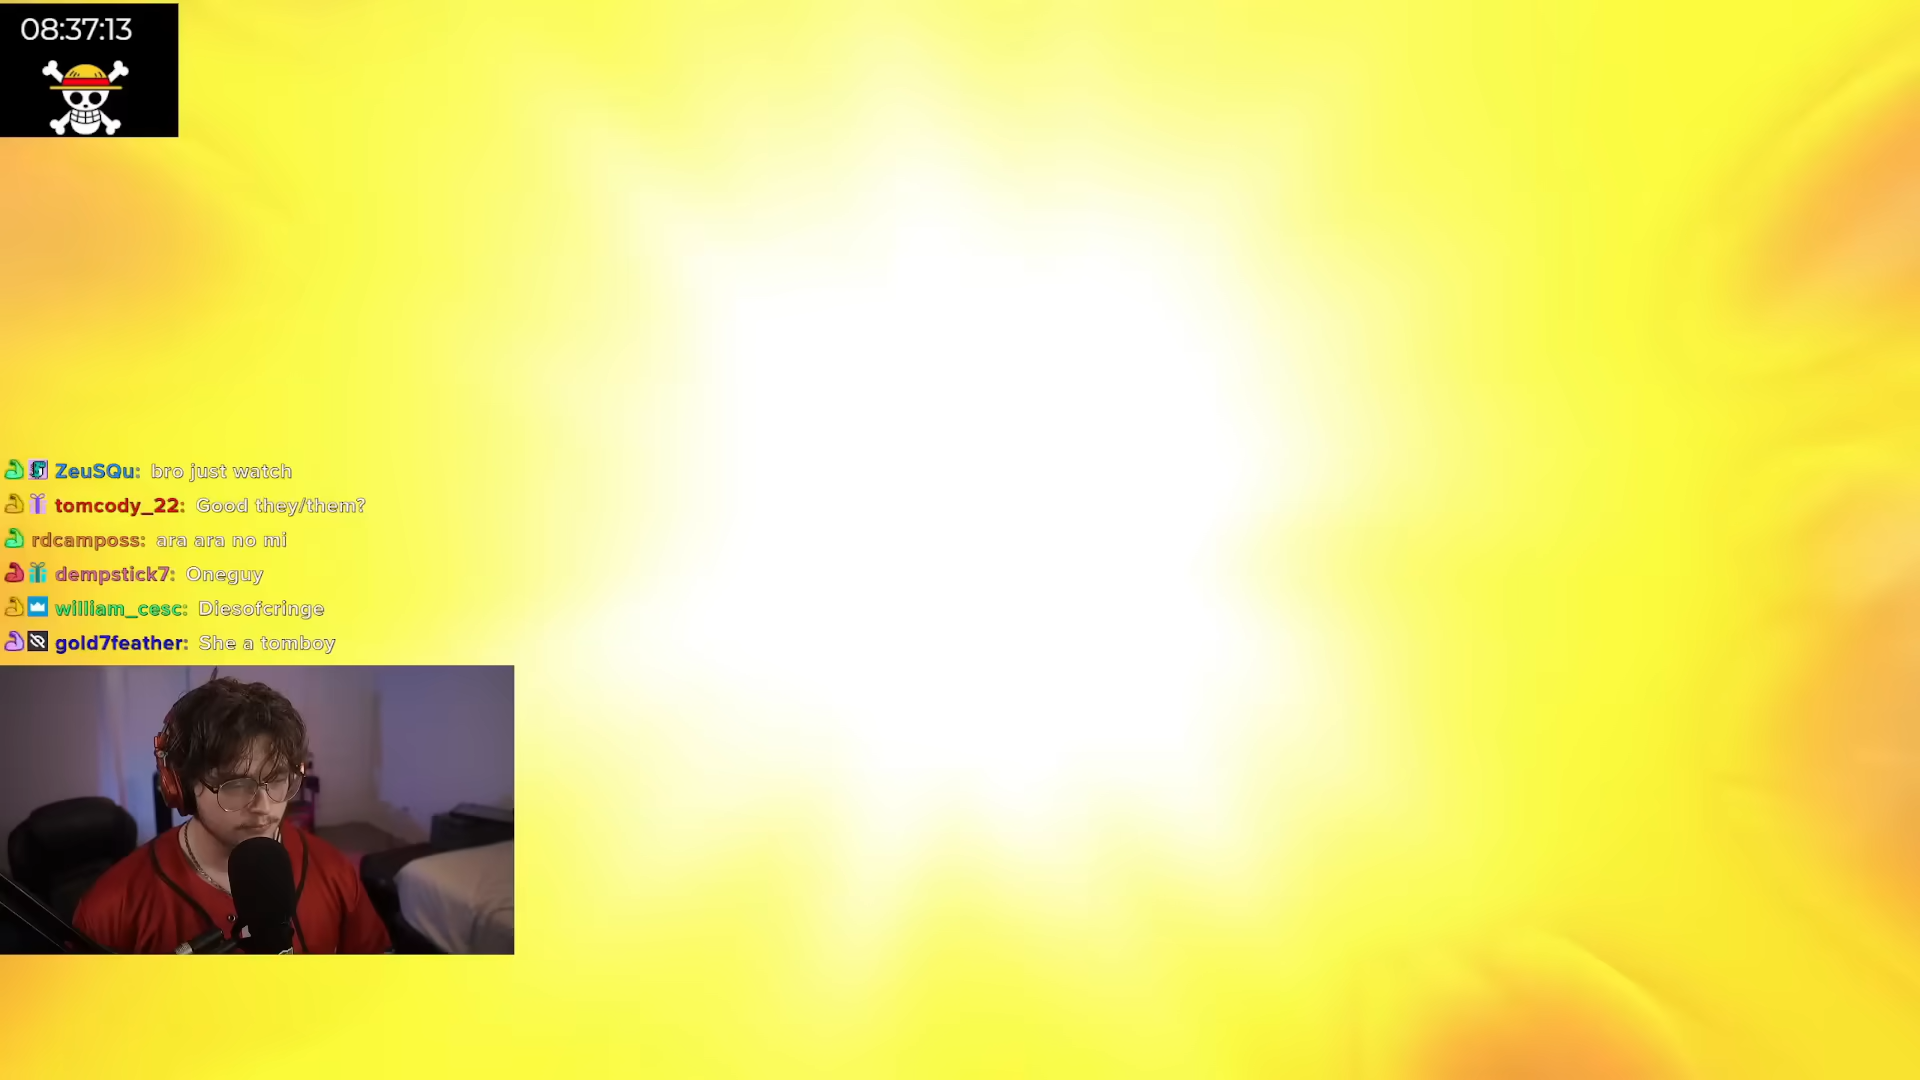 08:37:13
ZeuSQu: bro just watch
tomcody_22: Good they/them?
rdcamposs: ara ara no mi
dempstick7: Oneguy
william_cesc: Diesofcringe
gold7feather: She a tomboy